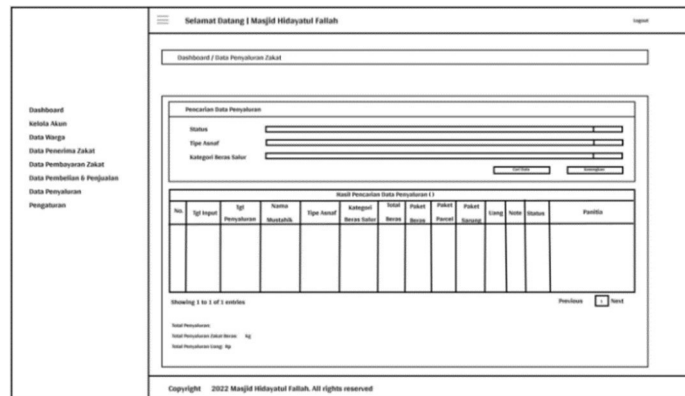 Selamat Datang | Masjid Hidayatul Fallah
Logout
Dashboard / Data Penyaluran Zakat
Dashboard
Kelola Akun
Data Warga
Data Penerima Zakat
Data Pembayaran Zakat
Data Pembelian & Penjualan
Data Penyaluran
Pengaturan
Pencarian Data Penyaluran
Status
Tipe Asnaf
Kategori Beras Salur
Cari Data
Kosongkan
Hasil Pencarian Data Penyaluran ( )
No. Tgl Input Tgl Penyaluran Nama Mustahik Tipe Asnaf Kategori Beras Salur Total Beras Paket Beras Paket Parcel Paket Sarung Uang Note Status Panitia
Showing 1 to 1 of 1 entries
Previous 1 Next
Total Penyaluran:
Total Penyaluran Zakat Beras: Kg
Total Penyaluran Uang: Rp
Copyright 2022 Masjid Hidayatul Fallah. All rights reserved